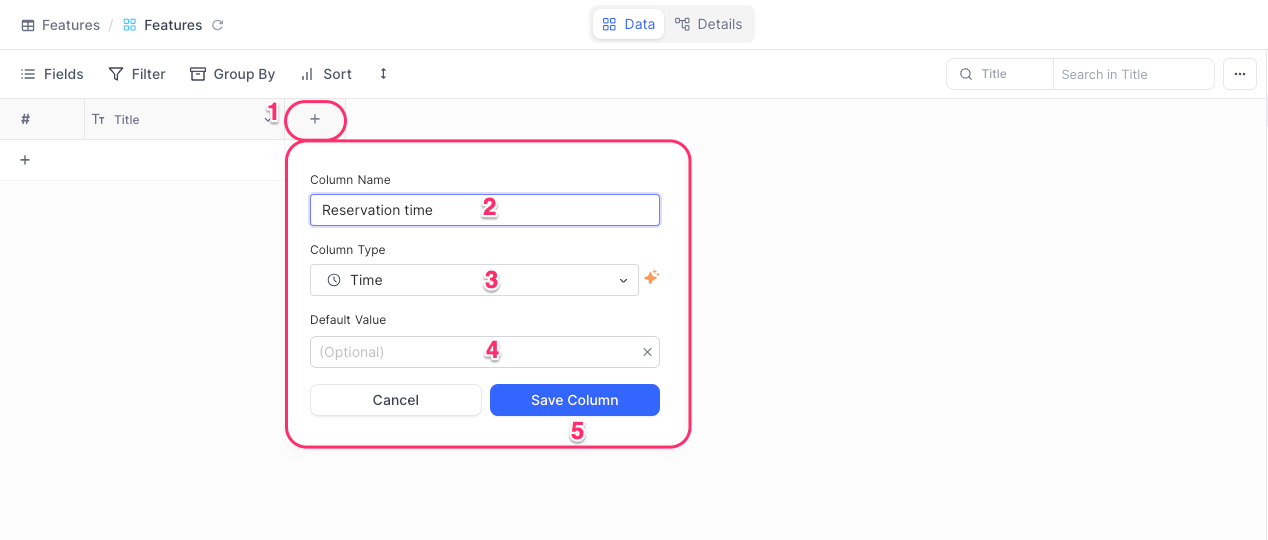 Features / Features
Data Details
Fields Filter Group By Sort
Title Search in Title
# Title 1 +
+
Column Name
Reservation time 2
Column Type
Time 3
Default Value
(Optional) 4
Cancel Save Column
5